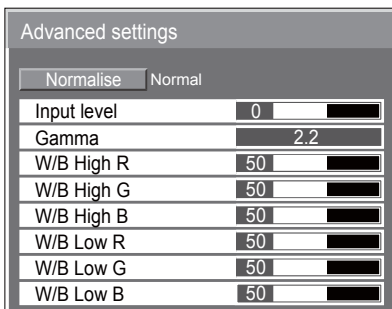 Advanced settings
Normalise Normal
Input level 0
Gamma 2.2
W/B High R 50
W/B High G 50
W/B High B 50
W/B Low R 50
W/B Low G 50
W/B Low B 50